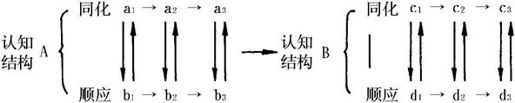 同化 a₁ → a₂ → a₃
认知结构 A
顺应 b₁ → b₂ → b₃
同化 c₁ → c₂ → c₃
认知结构 B
顺应 d₁ → d₂ → d₃